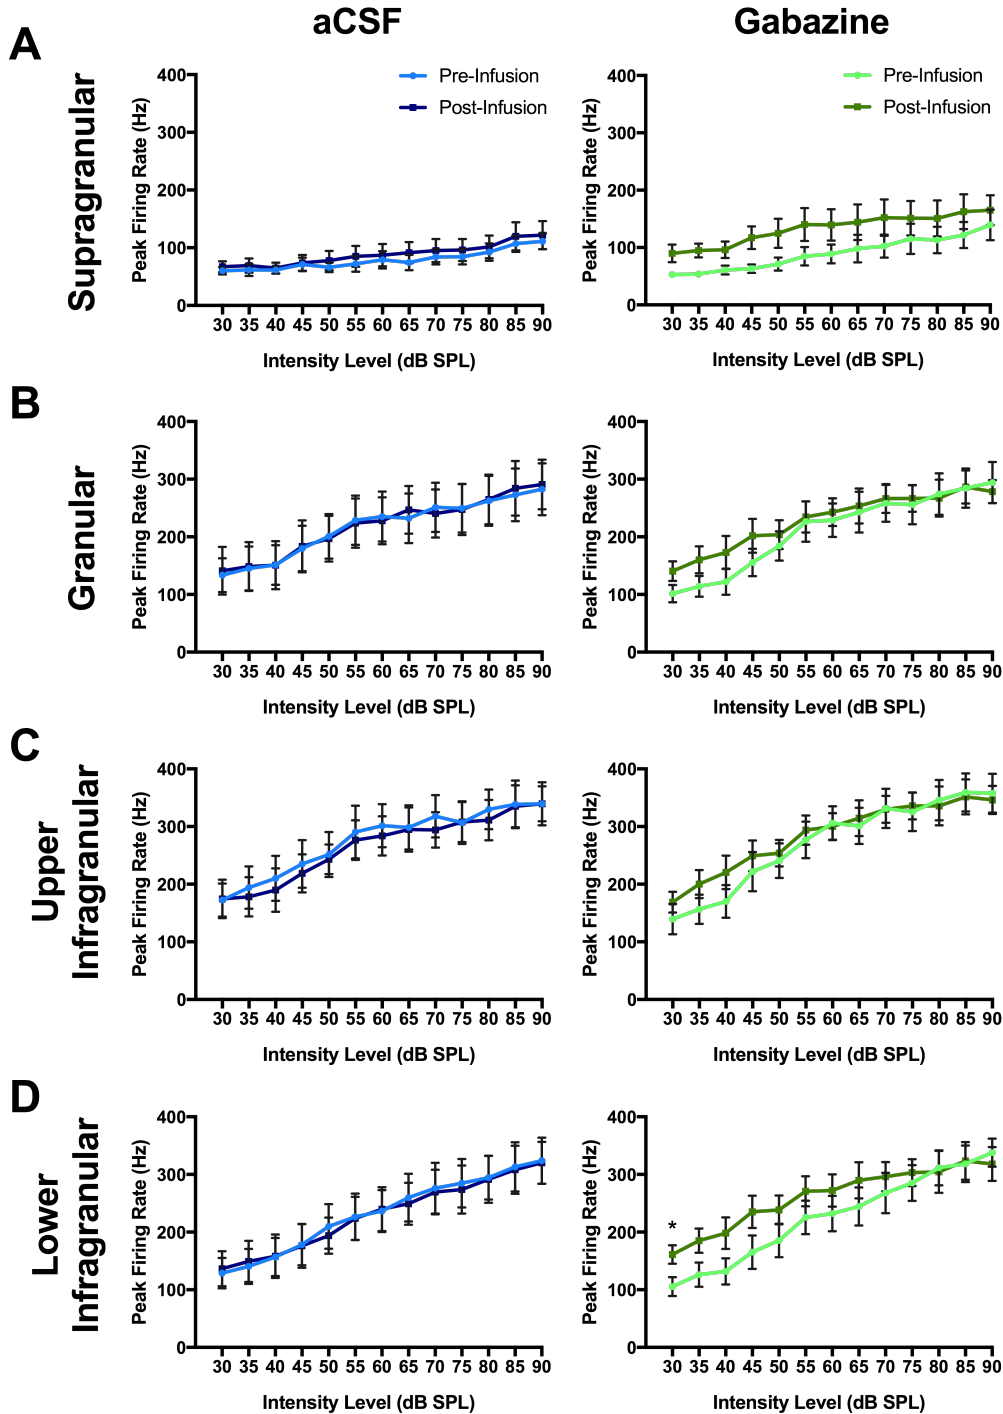 aCSF
Gabazine
A
Supragranular
Peak Firing Rate (Hz)
400
300
200
100
0
Pre-Infusion
Post-Infusion
30 35 40 45 50 55 60 65 70 75 80 85 90
Intensity Level (dB SPL)
Peak Firing Rate (Hz)
400
300
200
100
0
Pre-Infusion
Post-Infusion
30 35 40 45 50 55 60 65 70 75 80 85 90
Intensity Level (dB SPL)
B
Granular
Peak Firing Rate (Hz)
400
300
200
100
0
30 35 40 45 50 55 60 65 70 75 80 85 90
Intensity Level (dB SPL)
Peak Firing Rate (Hz)
400
300
200
100
0
30 35 40 45 50 55 60 65 70 75 80 85 90
Intensity Level (dB SPL)
C
Upper
Infragranular
Peak Firing Rate (Hz)
400
300
200
100
0
30 35 40 45 50 55 60 65 70 75 80 85 90
Intensity Level (dB SPL)
Peak Firing Rate (Hz)
400
300
200
100
0
30 35 40 45 50 55 60 65 70 75 80 85 90
Intensity Level (dB SPL)
D
Lower
Infragranular
Peak Firing Rate (Hz)
400
300
200
100
0
30 35 40 45 50 55 60 65 70 75 80 85 90
Intensity Level (dB SPL)
Peak Firing Rate (Hz)
400
300
200
100
0
*
30 35 40 45 50 55 60 65 70 75 80 85 90
Intensity Level (dB SPL)